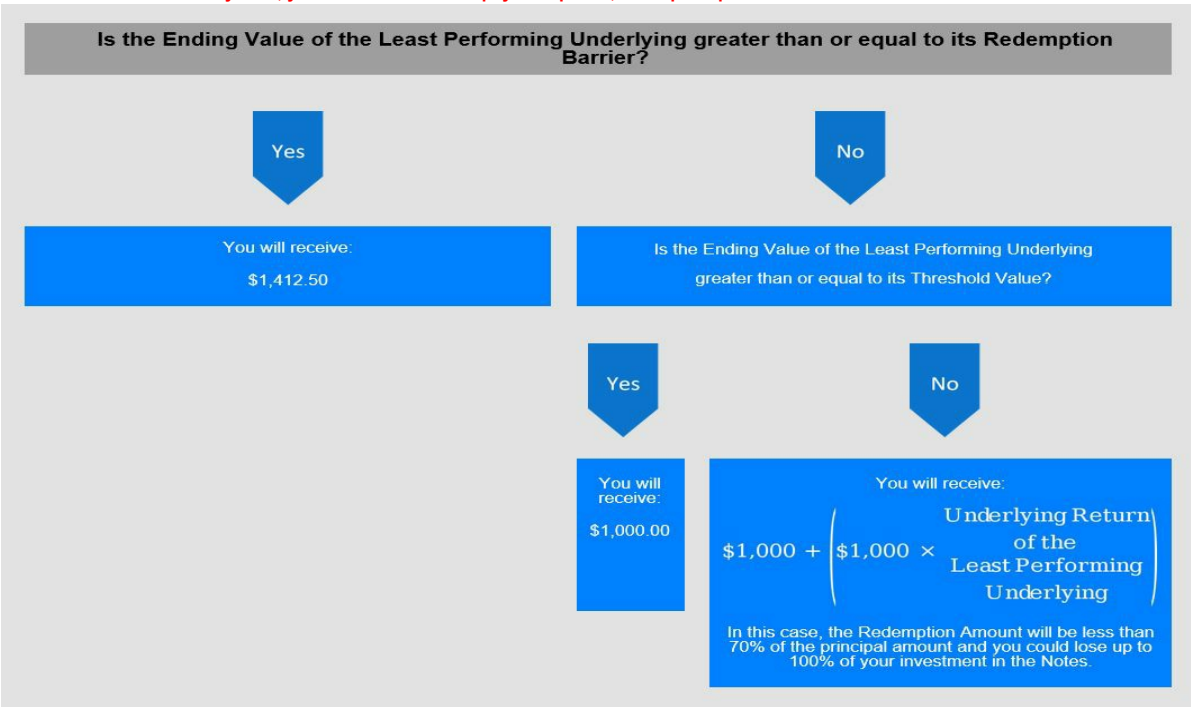 Is the Ending Value of the Least Performing Underlying greater than or equal to its Redemption
Barrier?
Yes
No
You will receive:
$1,412.50
Is the Ending Value of the Least Performing Underlying
greater than or equal to its Threshold Value?
Yes
No
You will
receive:
$1,000.00
You will receive:
$1,000 + ($1,000 × Underlying Return
of the
Least Performing
Underlying)
In this case, the Redemption Amount will be less than
70% of the principal amount and you could lose up to
100% of your investment in the Notes.